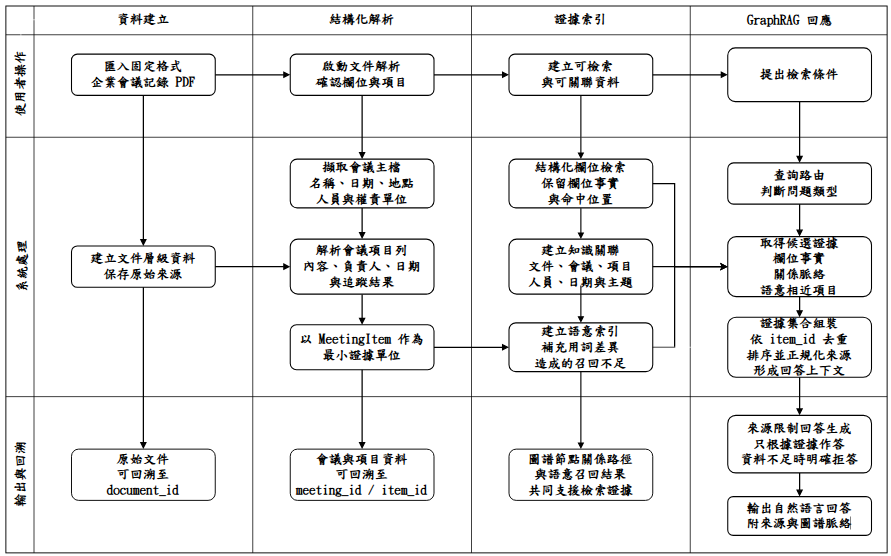 資料建立
結構化解析
證據索引
GraphRAG 回應
使用者操作
匯入固定格式
企業會議記錄 PDF
啟動文件解析
確認欄位與項目
建立可檢索
與可關聯資料
提出檢索條件
系統處理
擷取會議主檔
名稱、日期、地點
人員與權責單位
結構化欄位檢索
保留欄位事實
與命中位置
查詢路由
判斷問題類型
建立文件層級資料
保存原始來源
解析會議項目列
內容、負責人、日期
與追蹤結果
建立知識關聯
文件、會議、項目
人員、日期與主題
取得候選證據
欄位事實
關係脈絡
語意相近項目
以 MeetingItem 作為
最小證據單位
建立語意索引
補充用詞差異
造成的召回不足
證據集合組裝
依 item_id 去重
排序並正規化來源
形成回答上下文
輸出與回溯
原始文件
可回溯至
document_id
會議與項目資料
可回溯至
meeting_id / item_id
圖譜節點關係路徑
與語意召回結果
共同支援檢索證據
來源限制回答生成
只根據證據作答
資料不足時明確拒答
輸出自然語言回答
附來源與圖譜脈絡